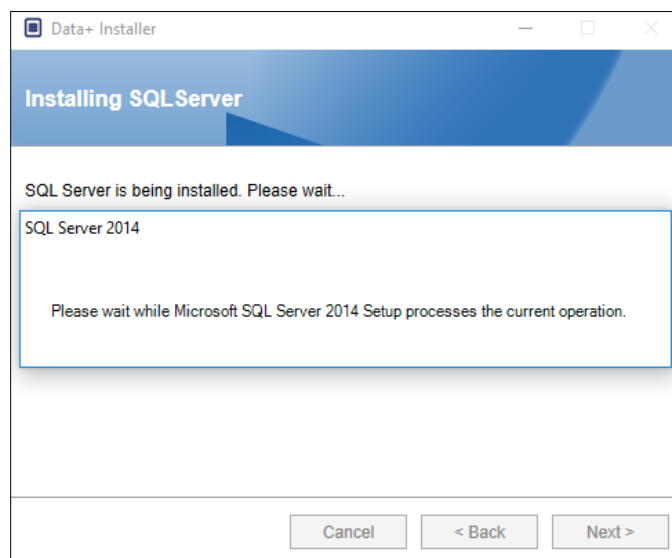 Data+ Installer
Installing SQLServer
SQL Server is being installed. Please wait...
SQL Server 2014
Please wait while Microsoft SQL Server 2014 Setup processes the current operation.
Cancel
< Back
Next >